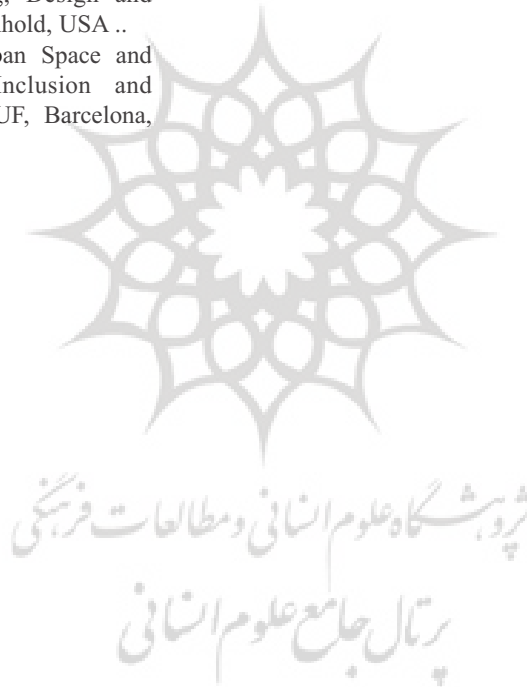 g, Design and
hold, USA ..
oan Space and
Inclusion and
UF, Barcelona,
پژوهشگاه علوم انسانی و مطالعات فرهنگی
پرتال جامع علوم انسانی